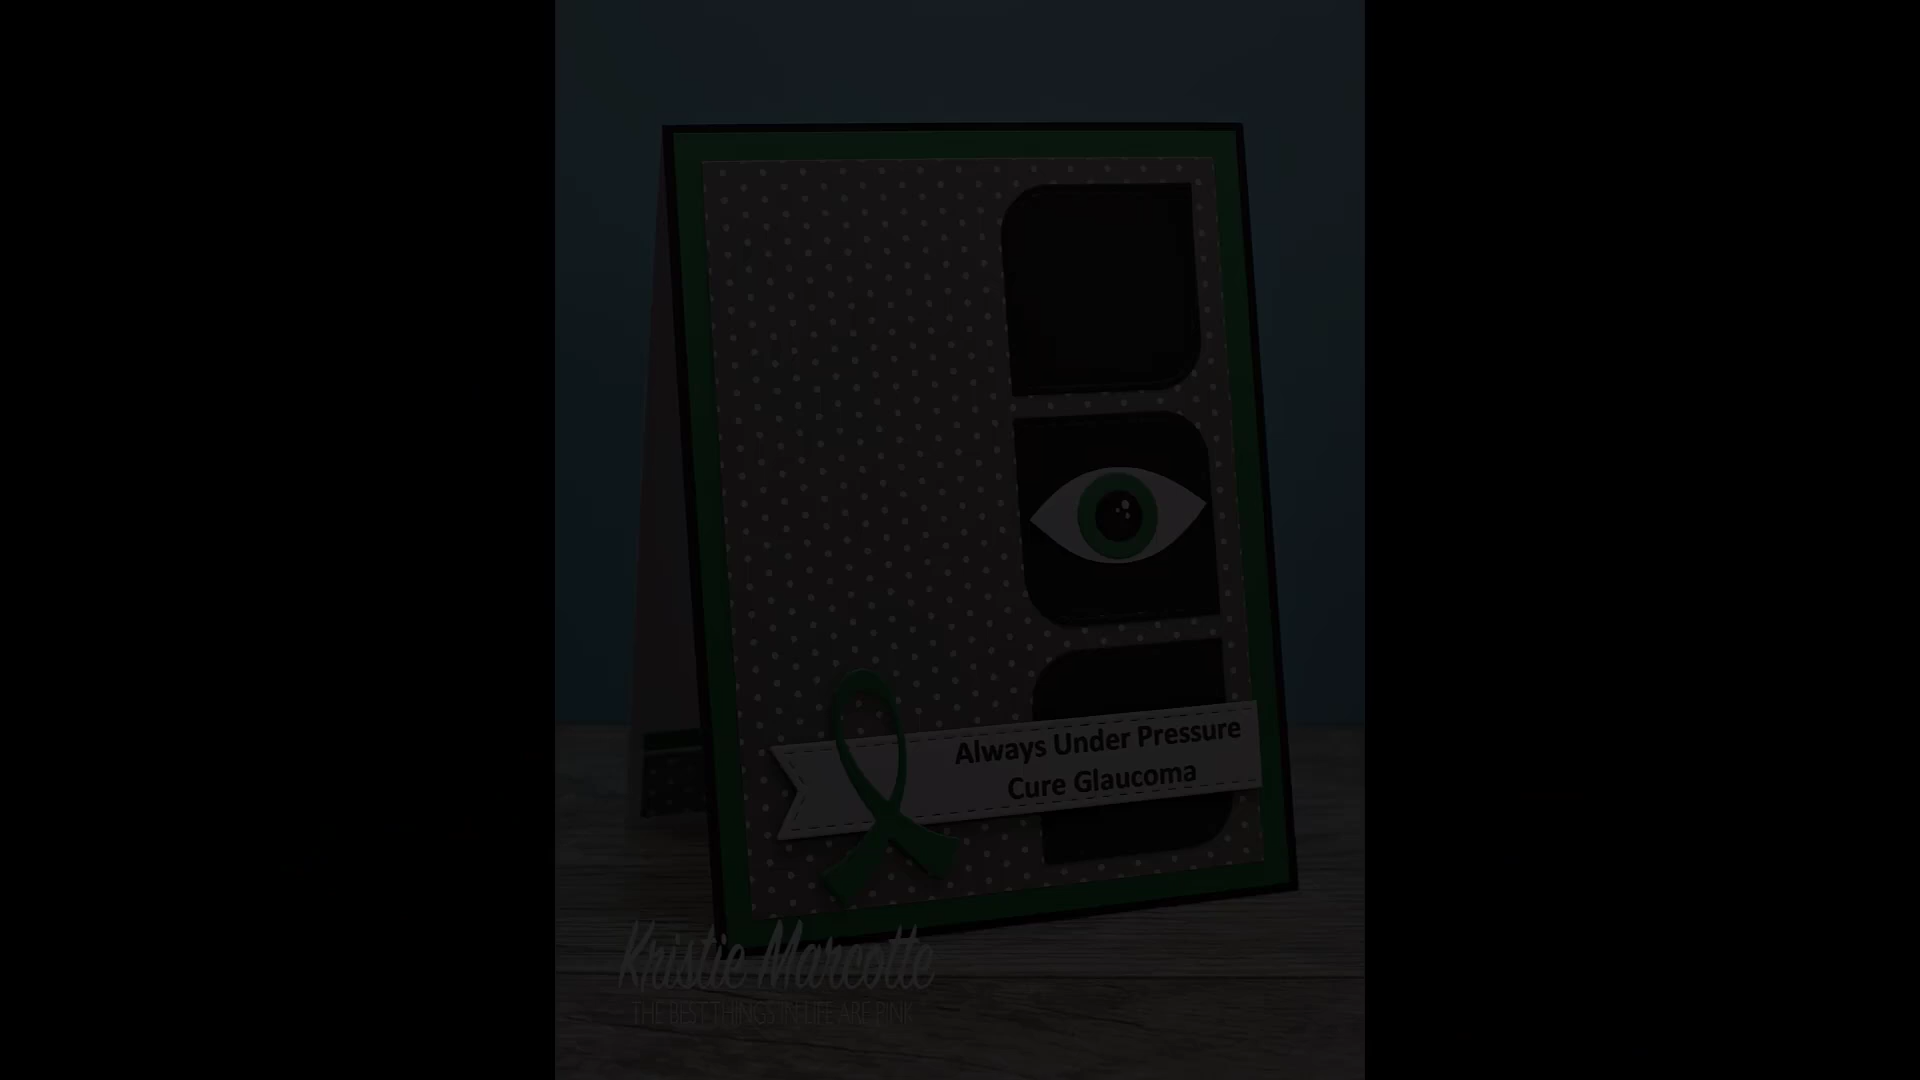 Always Under Pressure
Cure Glaucoma
Kristie Marcotte
THE BEST THINGS IN LIFE ARE PINK